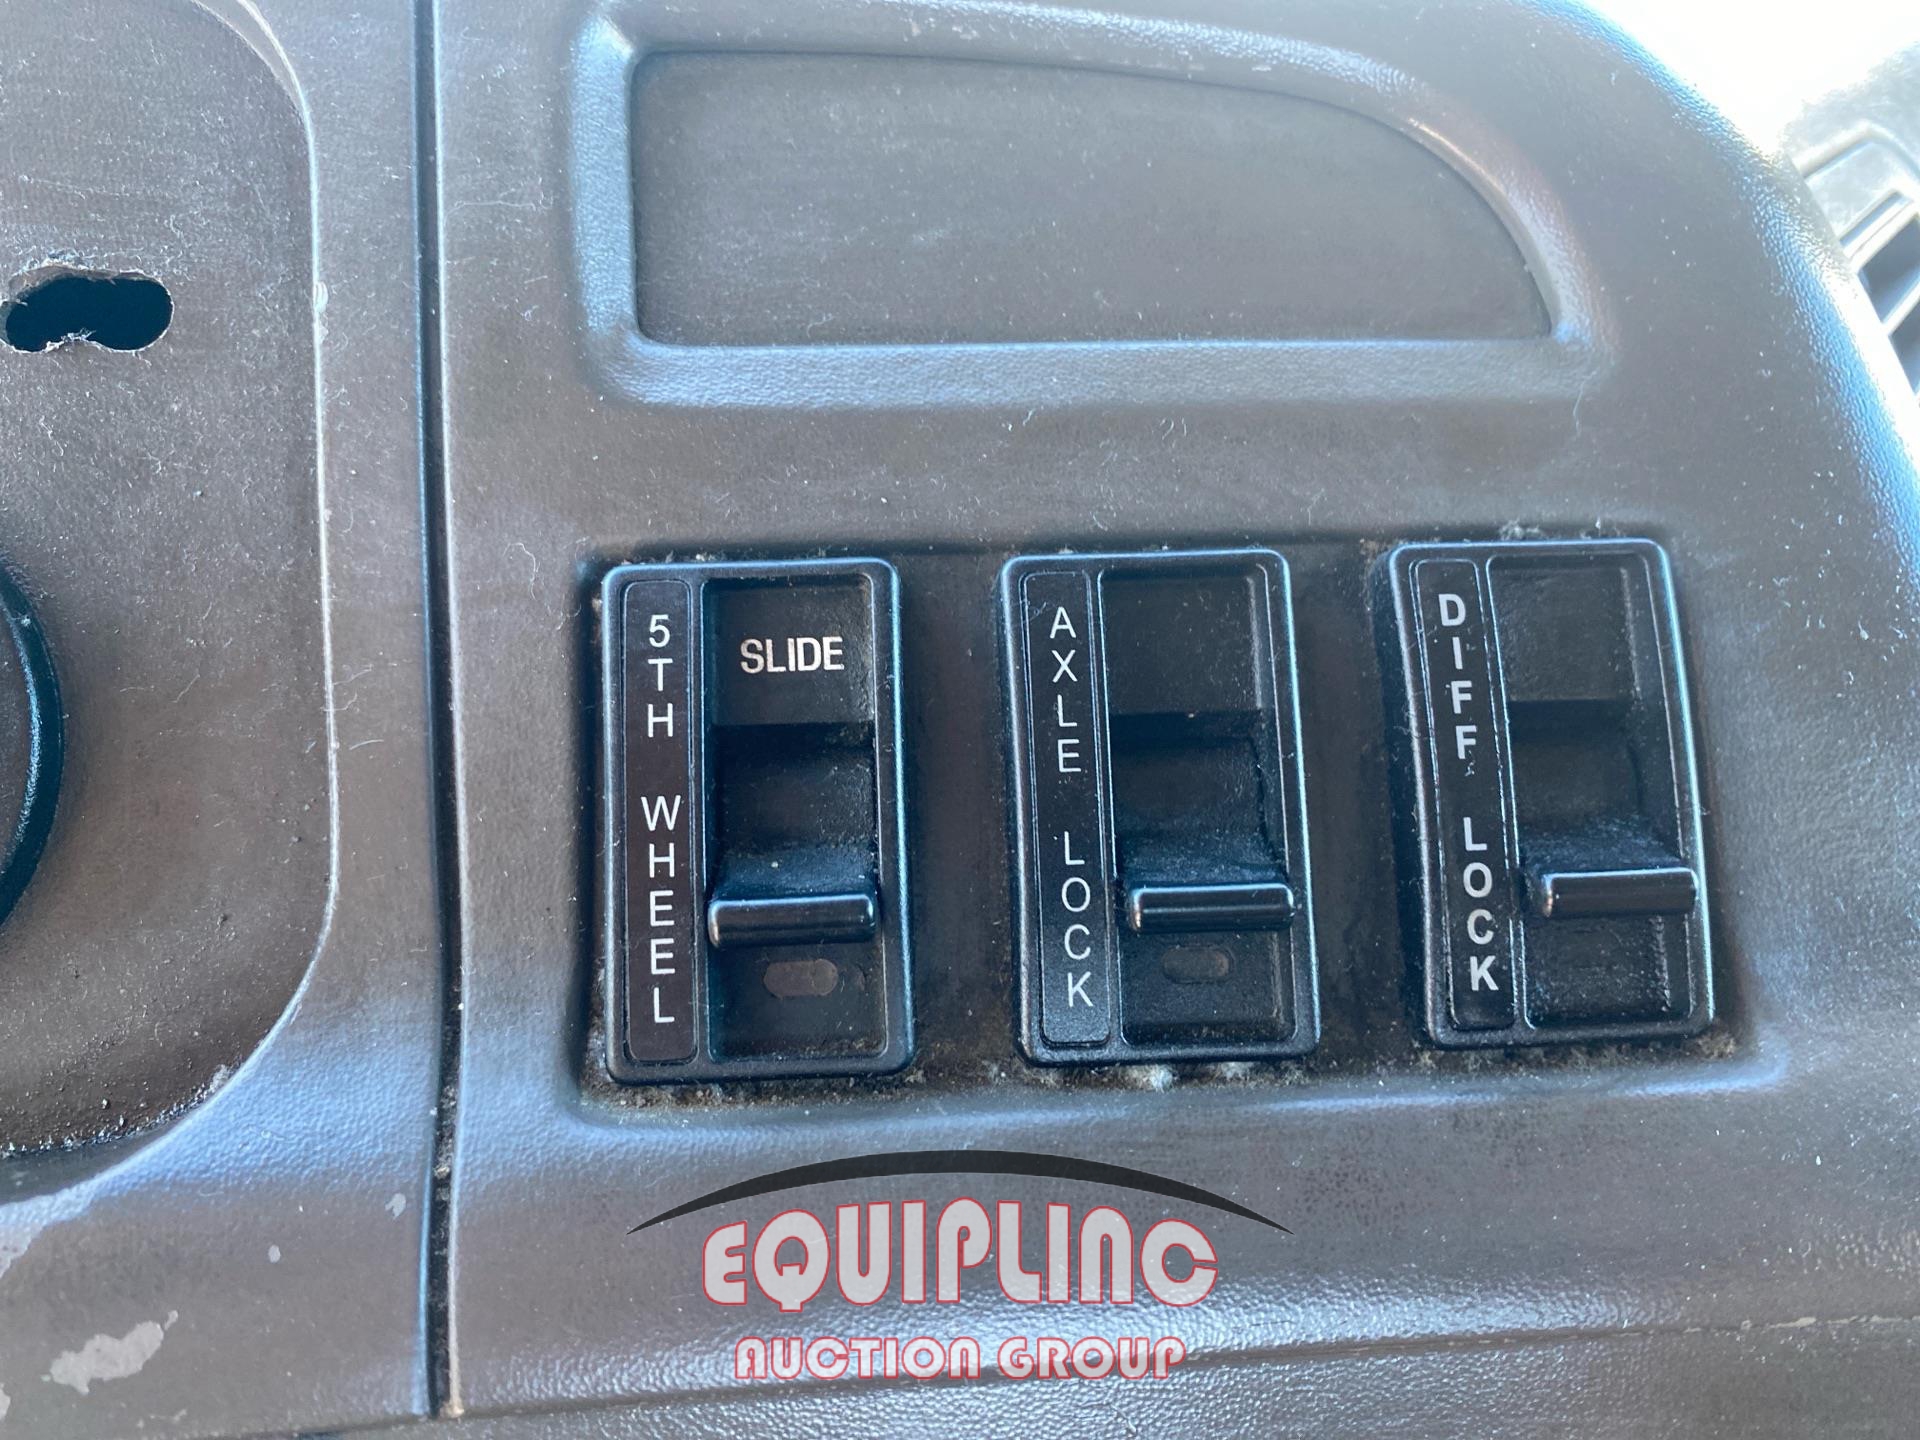 5TH WHEEL
SLIDE
AXLE LOCK
DIFF LOCK
EQUIPLINC
AUCTION GROUP